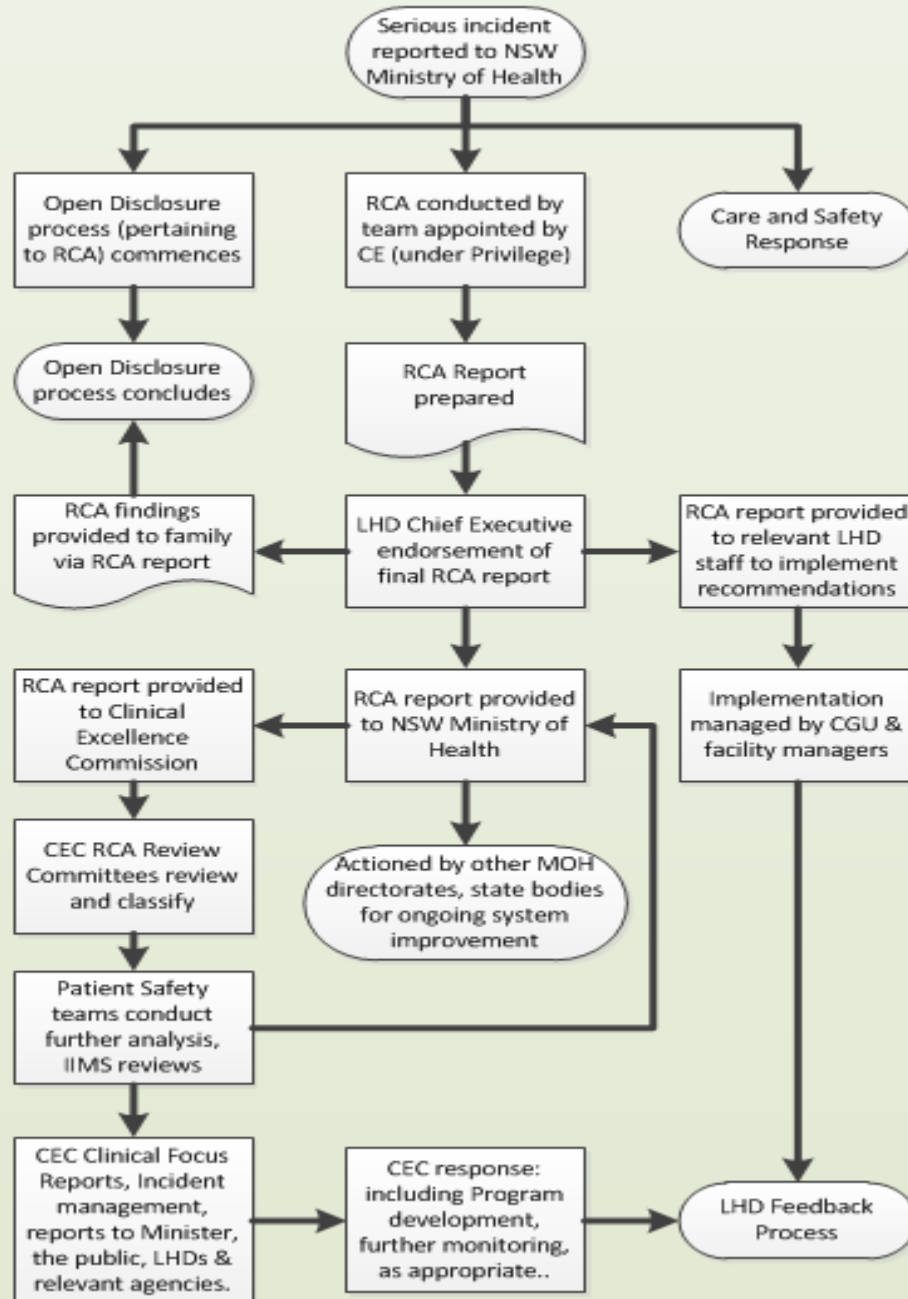 Serious incident
reported to NSW
Ministry of Health
Open Disclosure
process (pertaining
to RCA) commences
RCA conducted by
team appointed by
CE (under Privilege)
Care and Safety
Response
Open Disclosure
process concludes
RCA Report
prepared
RCA findings
provided to family
via RCA report
LHD Chief Executive
endorsement of
final RCA report
RCA report provided
to relevant LHD
staff to implement
recommendations
RCA report provided
to Clinical
Excellence
Commission
RCA report provided
to NSW Ministry of
Health
Implementation
managed by CGU &
facility managers
CEC RCA Review
Committees review
and classify
Actioned by other MOH
directorates, state bodies
for ongoing system
improvement
Patient Safety
teams conduct
further analysis,
IIMS reviews
CEC Clinical Focus
Reports, Incident
management,
reports to Minister,
the public, LHDs &
relevant agencies.
CEC response:
including Program
development,
further monitoring,
as appropriate..
LHD Feedback
Process